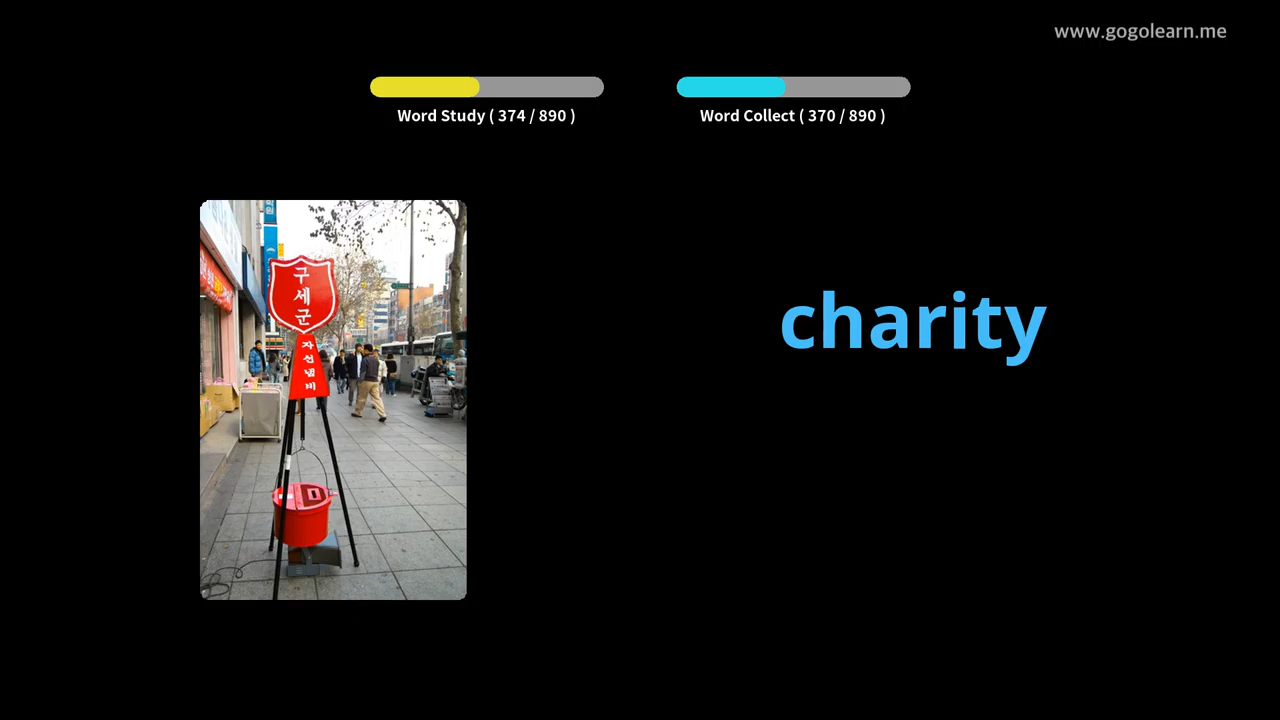 www.gogolearn.me
Word Study ( 374 / 890 )
Word Collect ( 370 / 890 )
구
세
군
자
선
냄
비
charity